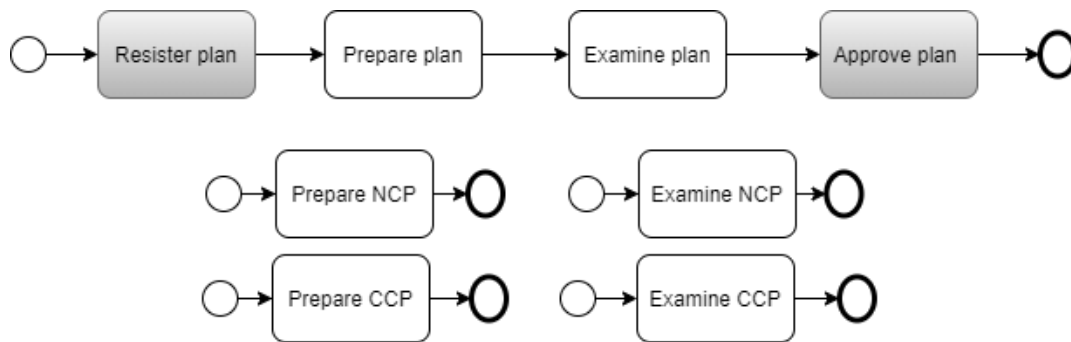 Resister plan
Prepare plan
Examine plan
Approve plan
Prepare NCP
Examine NCP
Prepare CCP
Examine CCP